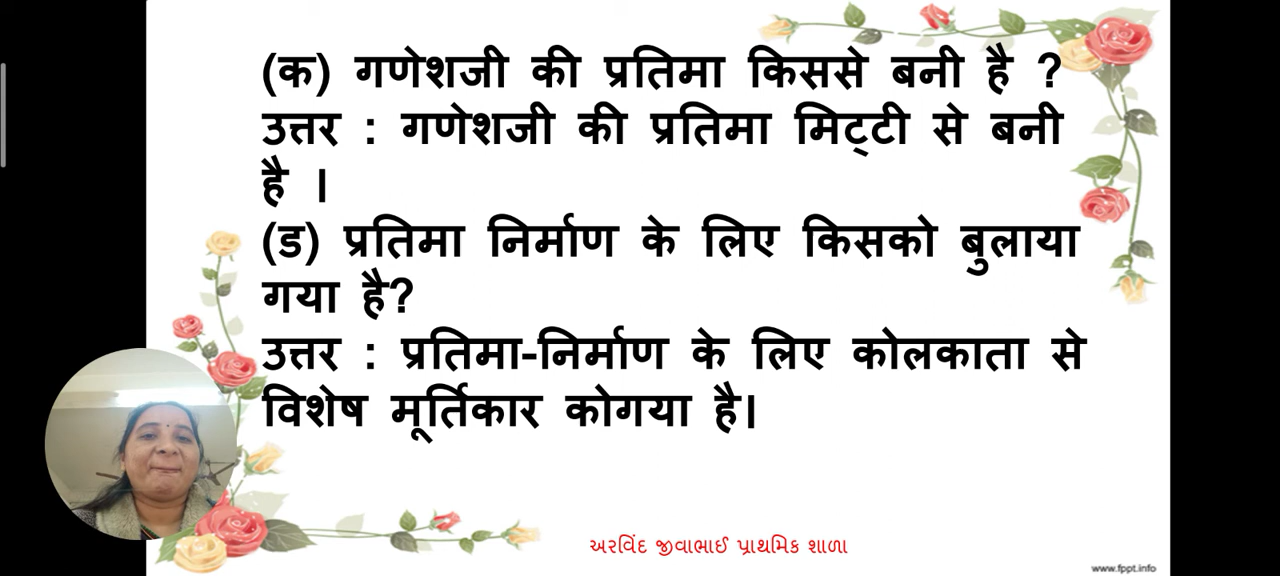 (क) गणेशजी की प्रतिमा किससे बनी है ?
उत्तर : गणेशजी की प्रतिमा मिट्‌टी से बनी
है ।
(ड) प्रतिमा निर्माण के लिए किसको बुलाया
गया है?
उत्तर : प्रतिमा-निर्माण के लिए कोलकाता से
विशेष मूर्तिकार कोगया है।
અરવિંદ જીવાભાઈ પ્રાથમિક શાળા
www.fppt.info